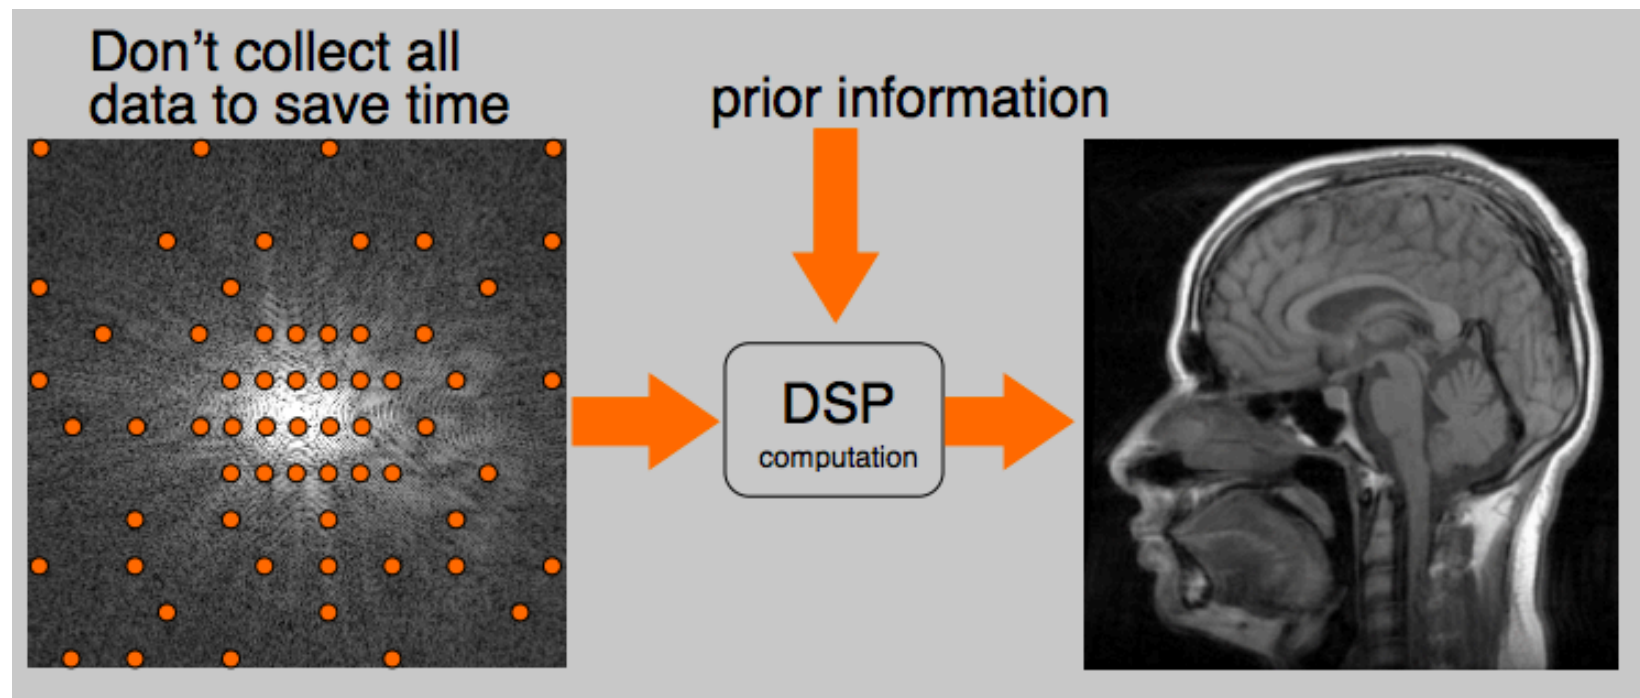 Don’t collect all
data to save time
prior information
DSP
computation